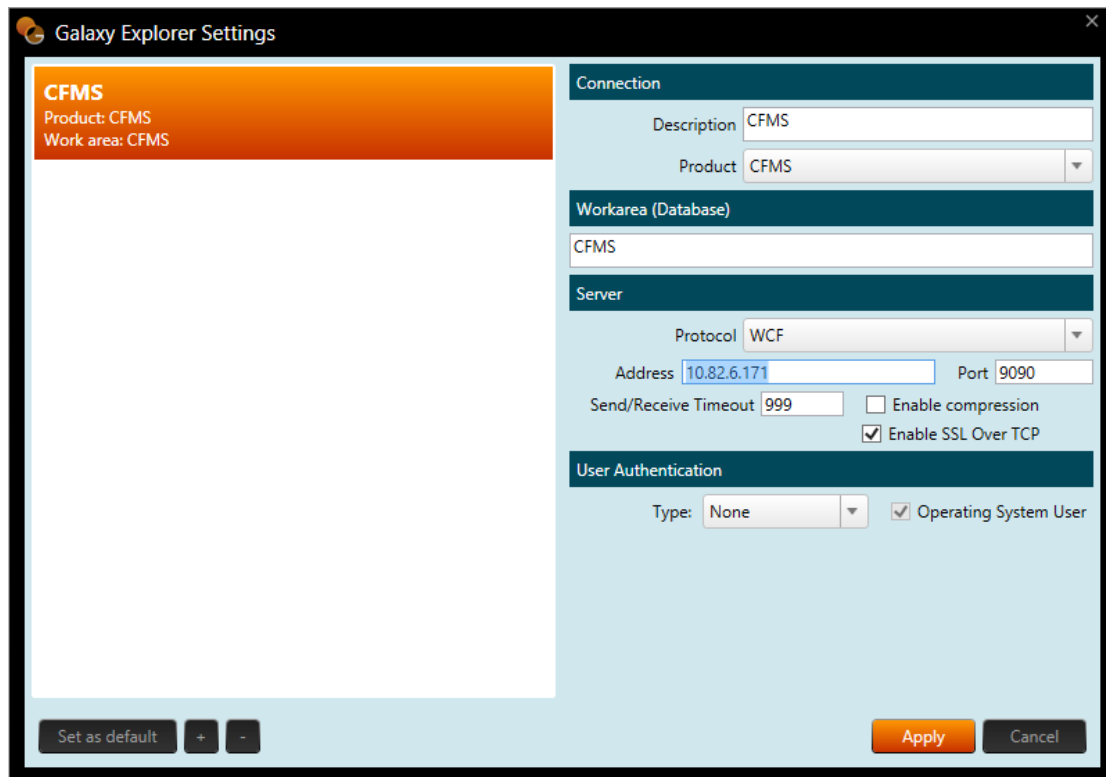 Galaxy Explorer Settings
CFMS
Product: CFMS
Work area: CFMS
Connection
Description CFMS
Product CFMS
Workarea (Database)
CFMS
Server
Protocol WCF
Address 10.82.6.171 Port 9090
Send/Receive Timeout 999 Enable compression
Enable SSL Over TCP
User Authentication
Type: None Operating System User
Set as default + - Apply Cancel